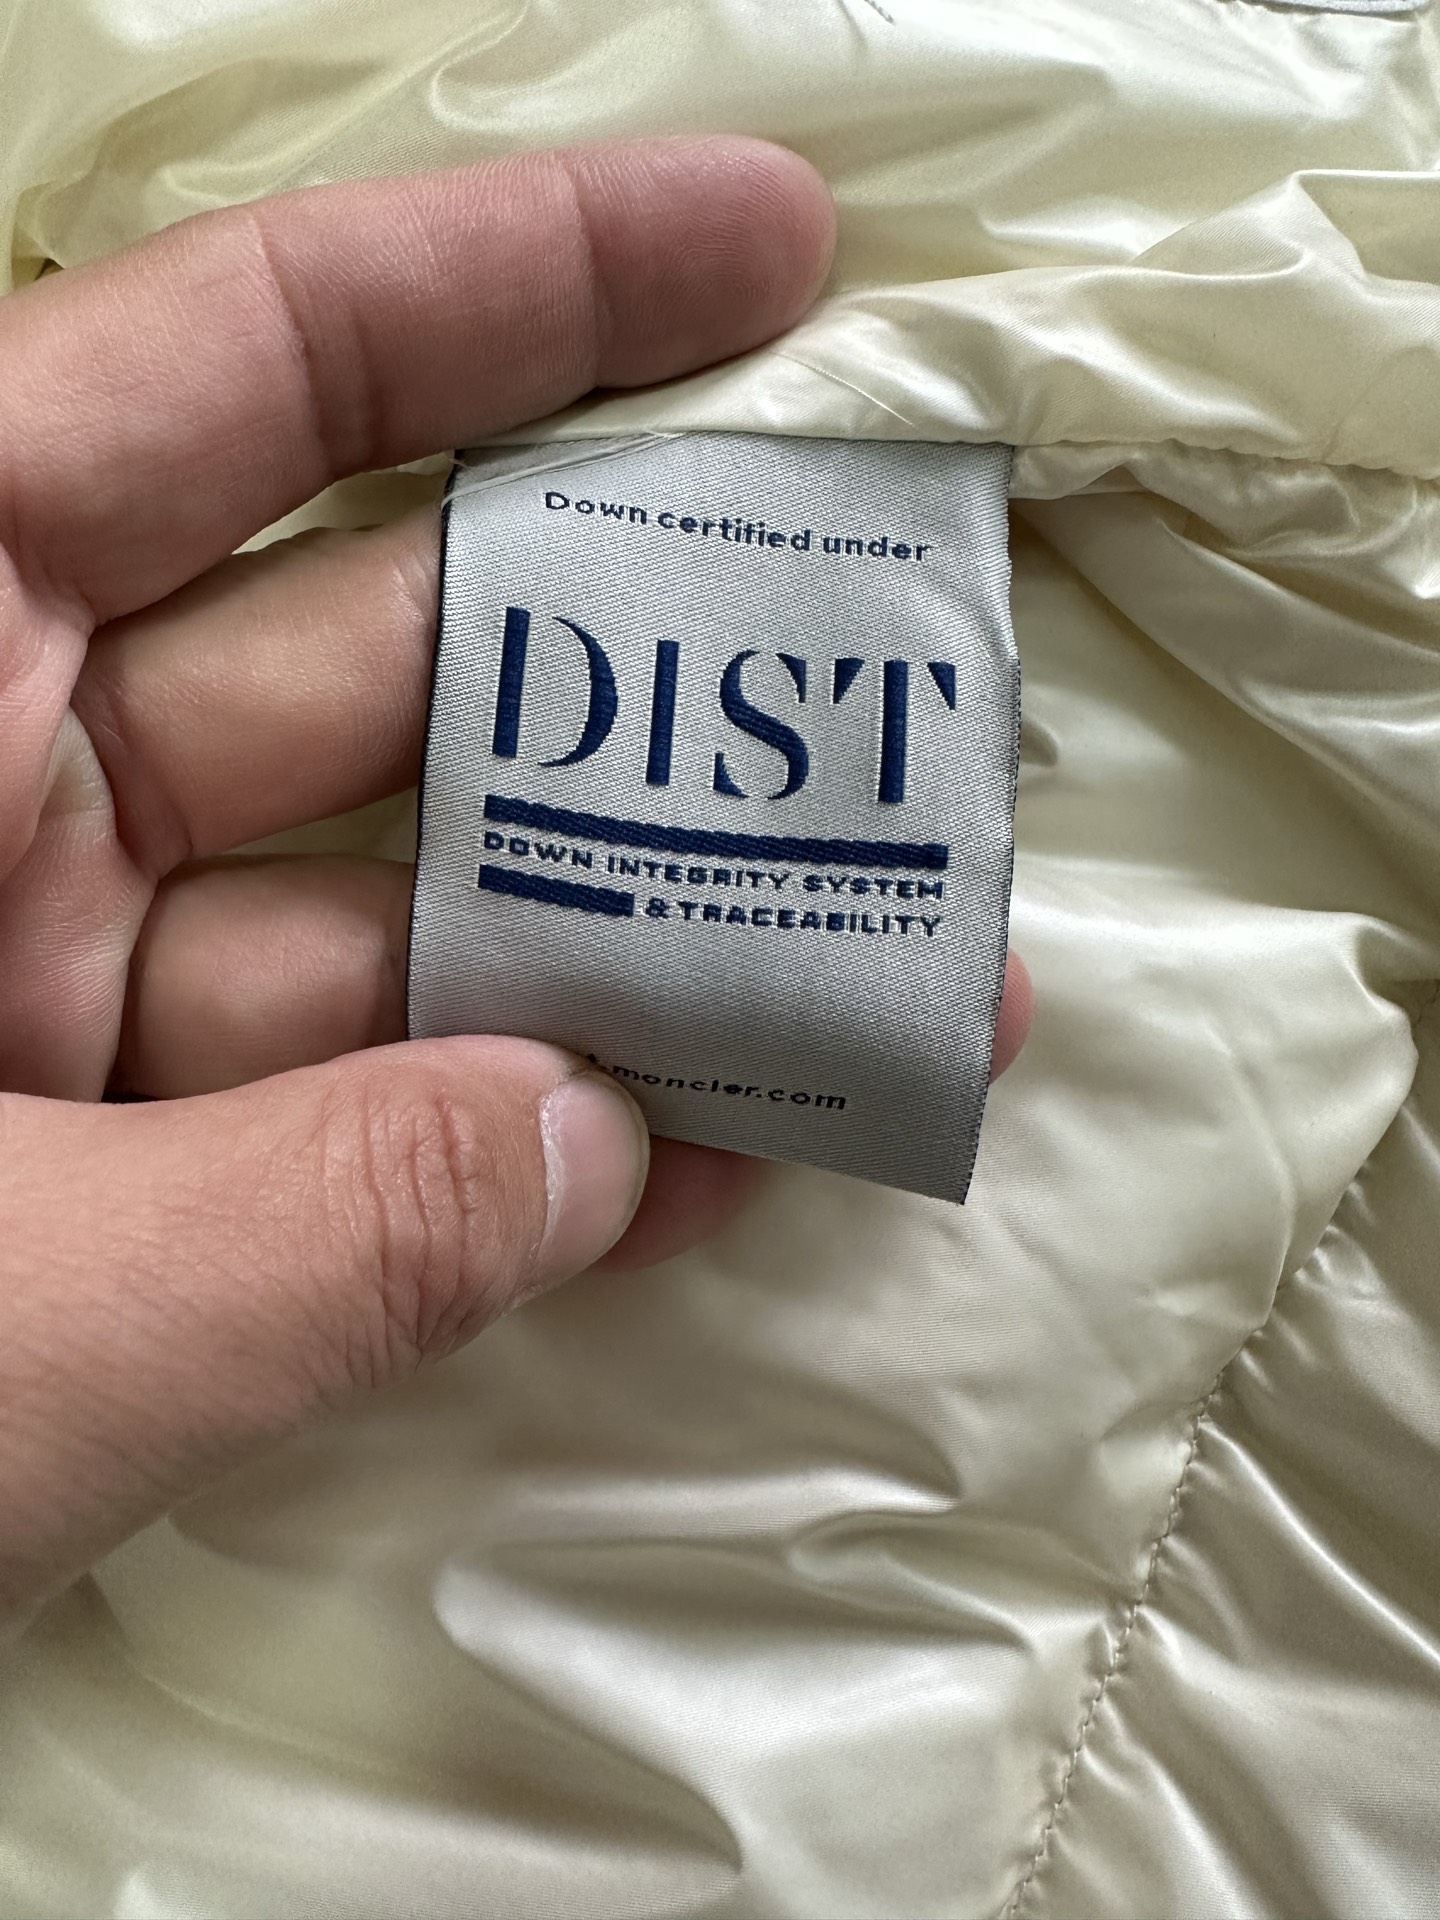 Down certified under
DIST
DOWN INTEGRITY SYSTEM
& TRACEABILITY
moncler.com